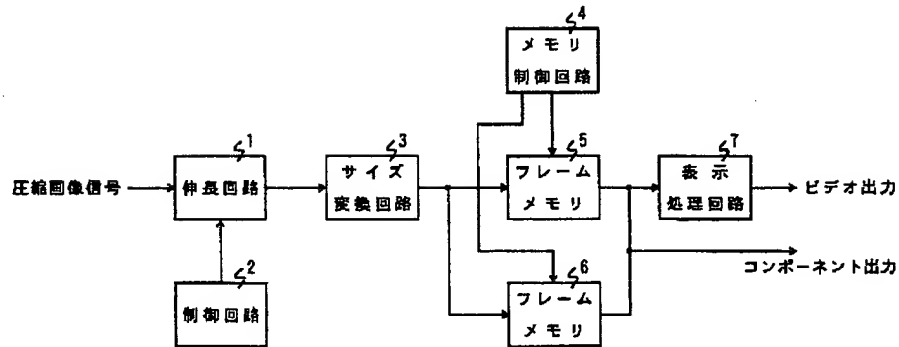 4
メモリ
制御回路
1
3
5
7
圧縮画像信号
伸長回路
サイズ
変換回路
フレーム
メモリ
表示
処理回路
ビデオ出力
コンポーネント出力
2
制御回路
6
フレーム
メモリ